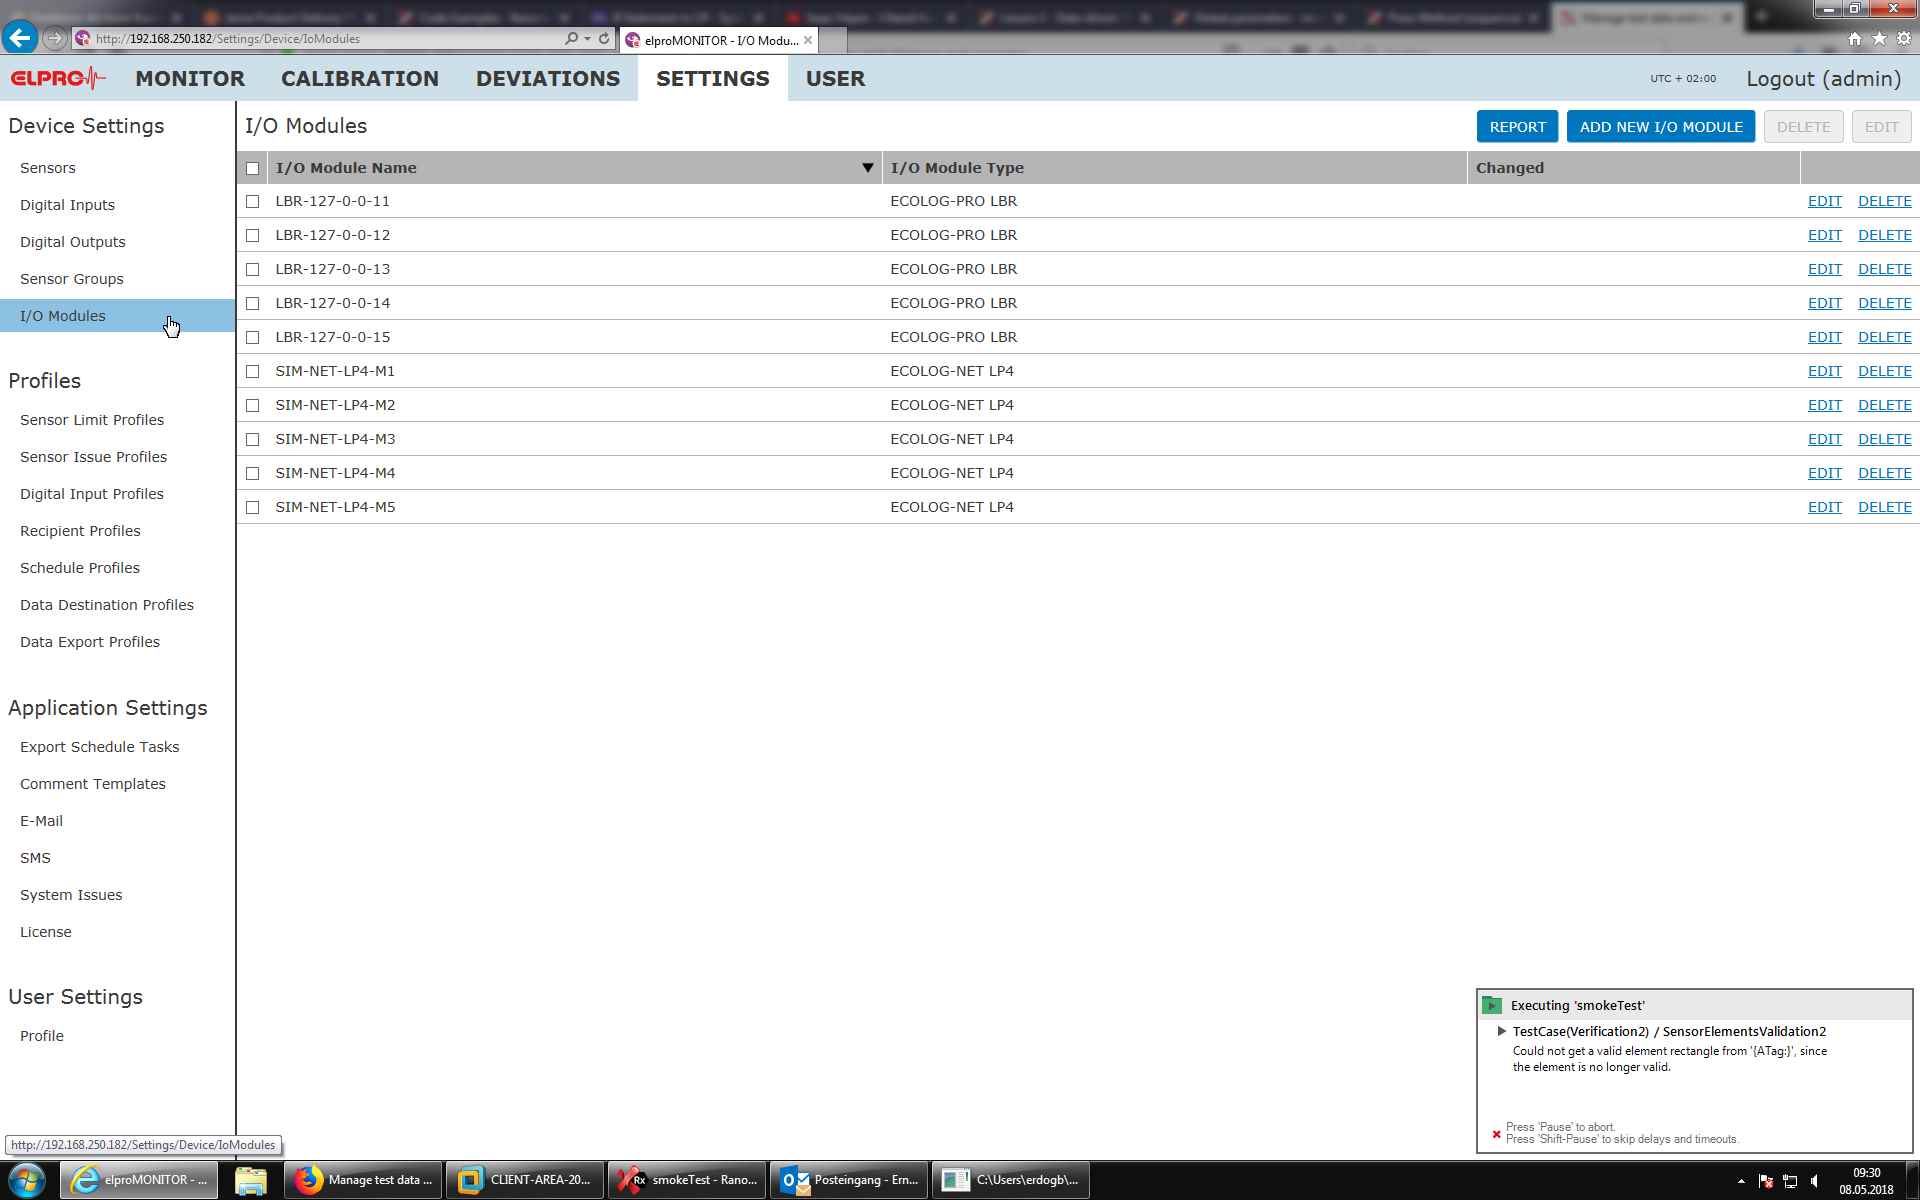 http://192.168.250.182/Settings/Device/IoModules
elproMONITOR - I/O Modu...
ELPRO
MONITOR
CALIBRATION
DEVIATIONS
SETTINGS
USER
UTC + 02:00
Logout (admin)
Device Settings
Sensors
Digital Inputs
Digital Outputs
Sensor Groups
I/O Modules
Profiles
Sensor Limit Profiles
Sensor Issue Profiles
Digital Input Profiles
Recipient Profiles
Schedule Profiles
Data Destination Profiles
Data Export Profiles
Application Settings
Export Schedule Tasks
Comment Templates
E-Mail
SMS
System Issues
License
User Settings
Profile
I/O Modules
REPORT
ADD NEW I/O MODULE
DELETE
EDIT
I/O Module Name ▼ I/O Module Type Changed
LBR-127-0-0-11 ECOLOG-PRO LBR EDIT DELETE
LBR-127-0-0-12 ECOLOG-PRO LBR EDIT DELETE
LBR-127-0-0-13 ECOLOG-PRO LBR EDIT DELETE
LBR-127-0-0-14 ECOLOG-PRO LBR EDIT DELETE
LBR-127-0-0-15 ECOLOG-PRO LBR EDIT DELETE
SIM-NET-LP4-M1 ECOLOG-NET LP4 EDIT DELETE
SIM-NET-LP4-M2 ECOLOG-NET LP4 EDIT DELETE
SIM-NET-LP4-M3 ECOLOG-NET LP4 EDIT DELETE
SIM-NET-LP4-M4 ECOLOG-NET LP4 EDIT DELETE
SIM-NET-LP4-M5 ECOLOG-NET LP4 EDIT DELETE
Executing 'smokeTest'
TestCase(Verification2) / SensorElementsValidation2
Could not get a valid element rectangle from '{ATag:}', since
the element is no longer valid.
Press 'Pause' to abort.
Press 'Shift-Pause' to skip delays and timeouts.
http://192.168.250.182/Settings/Device/IoModules
elproMONITOR - ...
Manage test data ...
CLIENT-AREA-20...
Rx
smokeTest - Rano...
Posteingang - Ern...
C:\Users\erdogb\...
09:30
08.05.2018